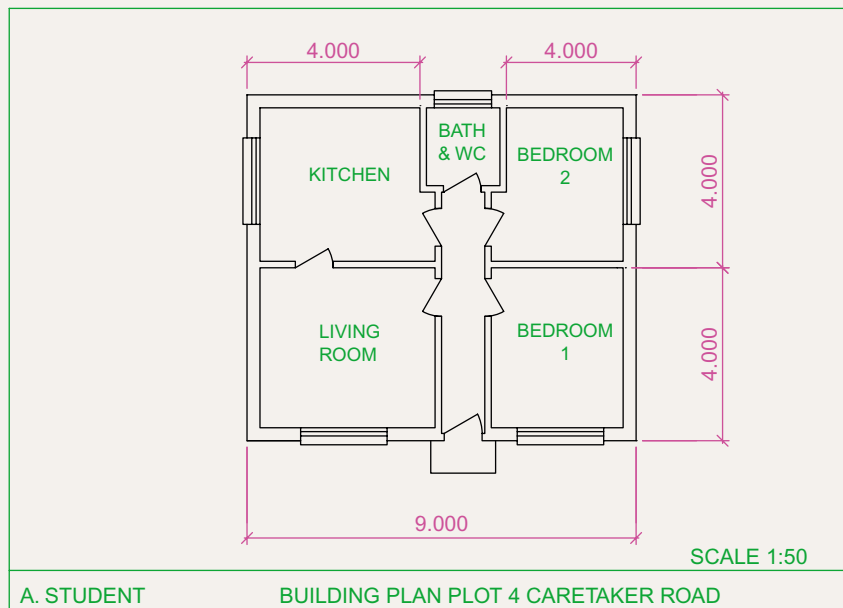 4.000
4.000
BATH
& WC
KITCHEN
BEDROOM
2
4.000
LIVING
ROOM
BEDROOM
1
4.000
9.000
SCALE 1:50
A. STUDENT
BUILDING PLAN PLOT 4 CARETAKER ROAD